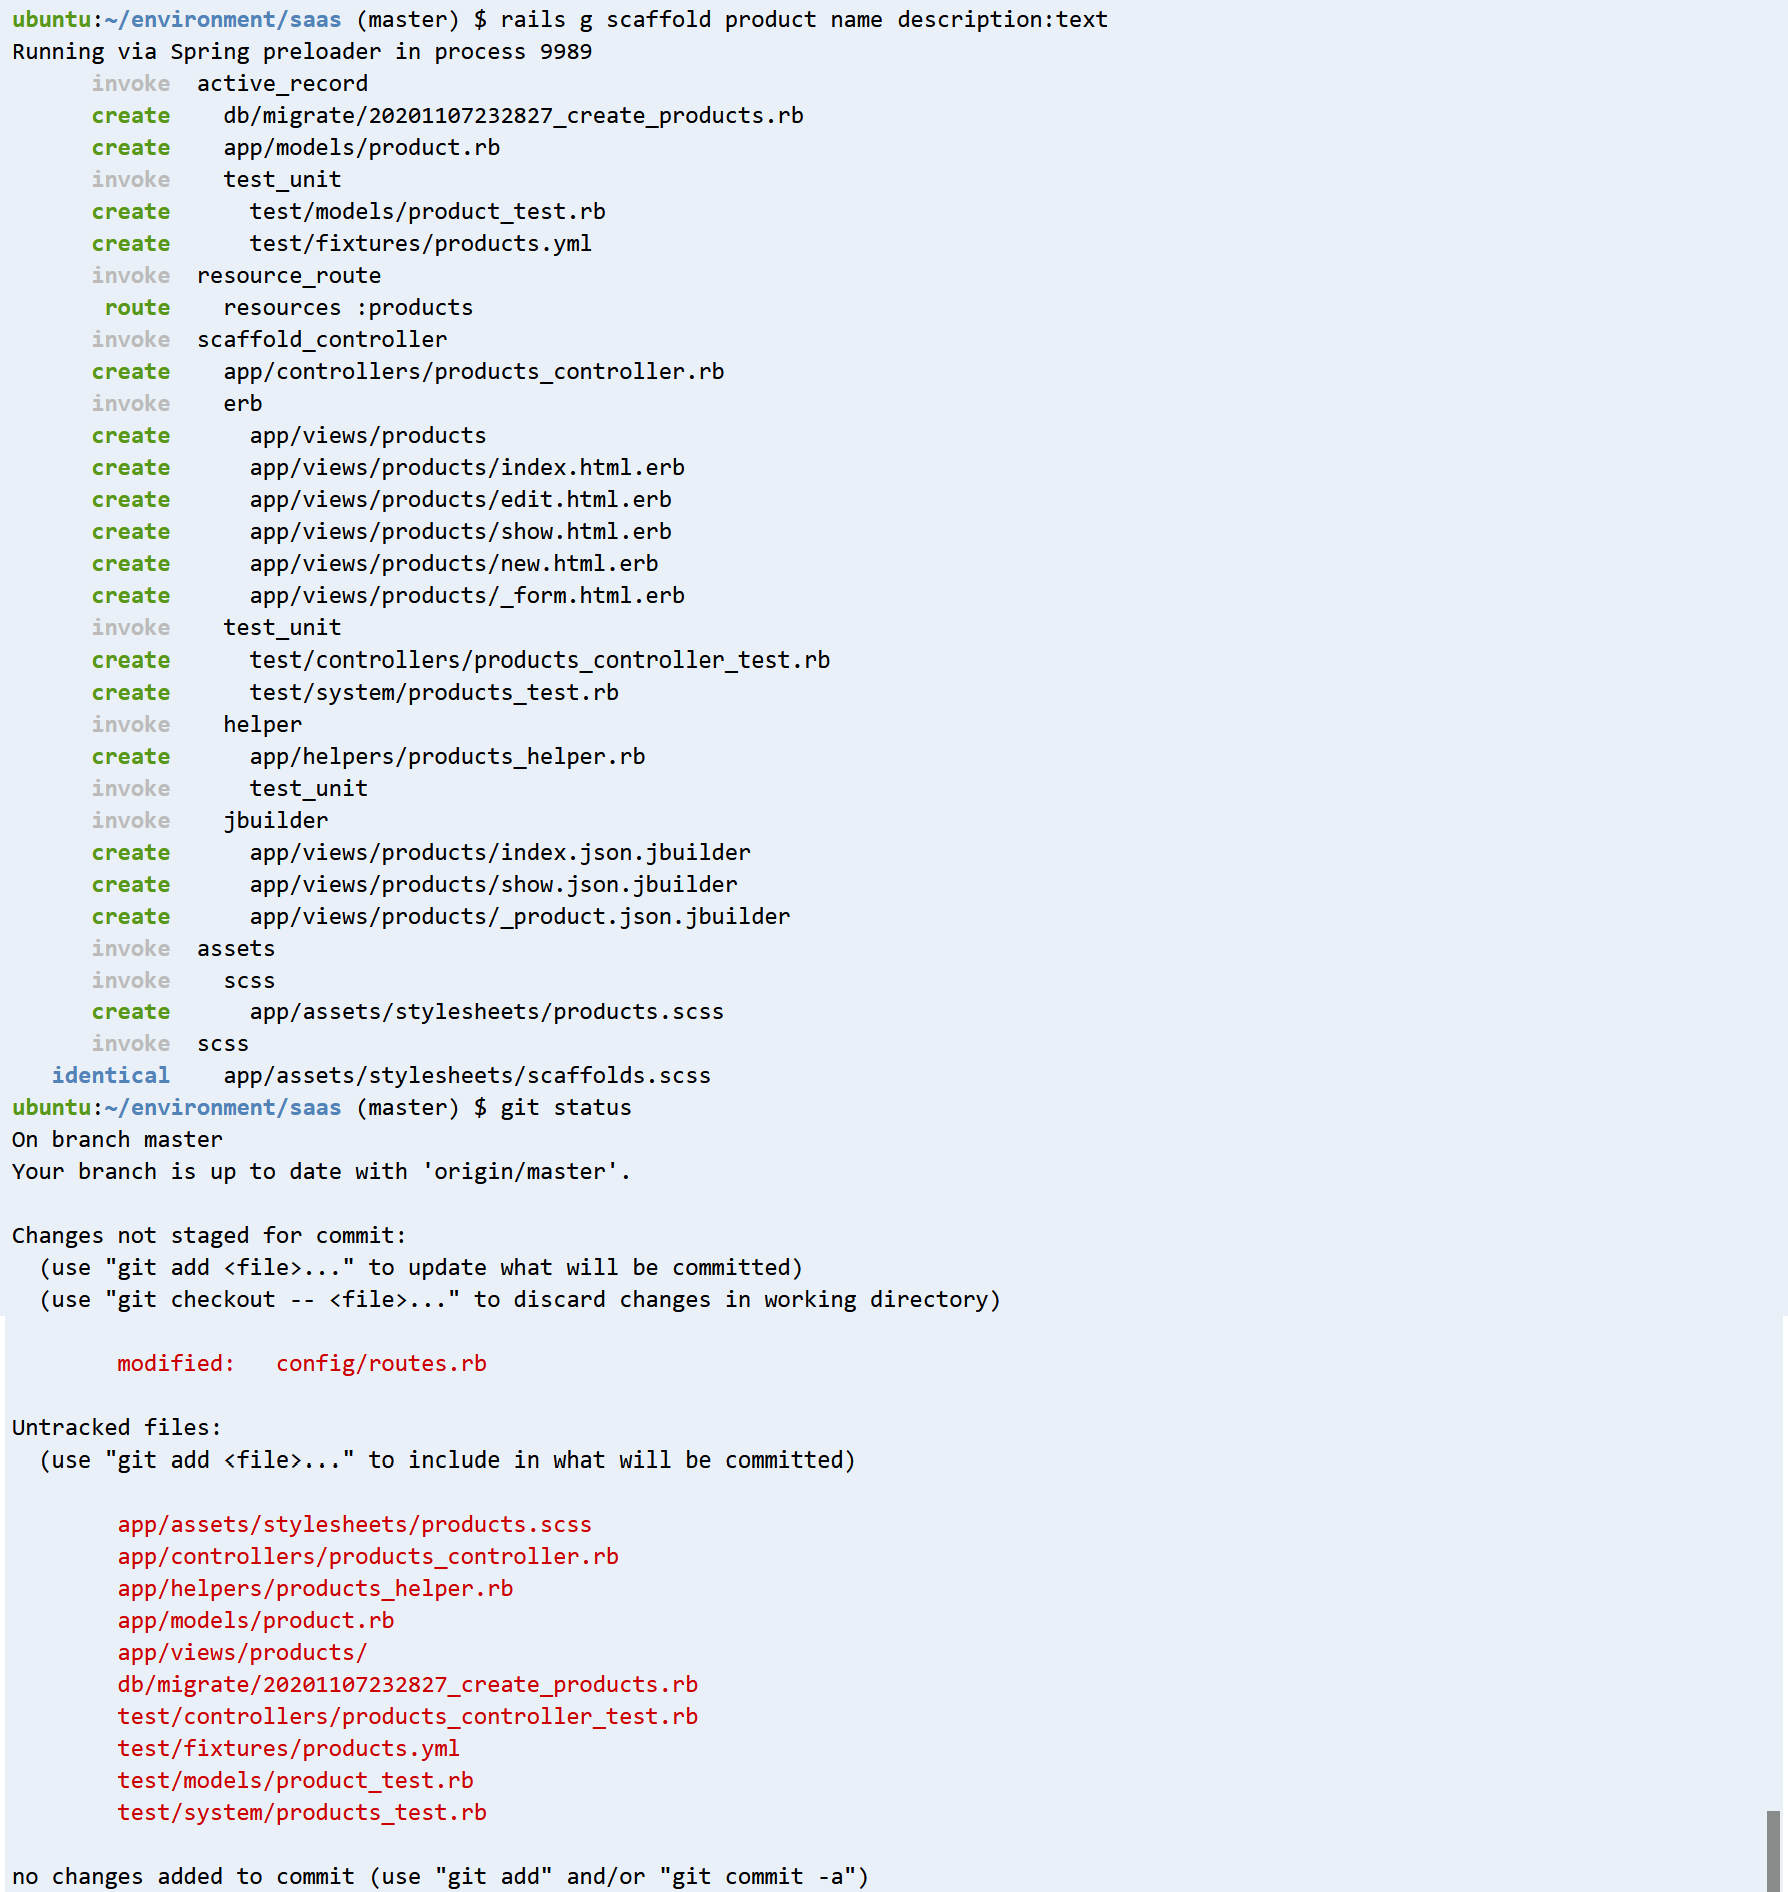 ubuntu:~/environment/saas (master) $ rails g scaffold product name description:text
Running via Spring preloader in process 9989
      invoke  active_record
      create    db/migrate/20201107232827_create_products.rb
      create    app/models/product.rb
      invoke    test_unit
      create      test/models/product_test.rb
      create      test/fixtures/products.yml
      invoke  resource_route
       route    resources :products
      invoke  scaffold_controller
      create    app/controllers/products_controller.rb
      invoke    erb
      create      app/views/products
      create      app/views/products/index.html.erb
      create      app/views/products/edit.html.erb
      create      app/views/products/show.html.erb
      create      app/views/products/new.html.erb
      create      app/views/products/_form.html.erb
      invoke    test_unit
      create      test/controllers/products_controller_test.rb
      create      test/system/products_test.rb
      invoke    helper
      create      app/helpers/products_helper.rb
      invoke      test_unit
      invoke    jbuilder
      create      app/views/products/index.json.jbuilder
      create      app/views/products/show.json.jbuilder
      create      app/views/products/_product.json.jbuilder
      invoke  assets
      invoke    scss
      create      app/assets/stylesheets/products.scss
      invoke  scss
   identical    app/assets/stylesheets/scaffolds.scss
ubuntu:~/environment/saas (master) $ git status
On branch master
Your branch is up to date with 'origin/master'.

Changes not staged for commit:
  (use "git add <file>..." to update what will be committed)
  (use "git checkout -- <file>..." to discard changes in working directory)

        modified:   config/routes.rb

Untracked files:
  (use "git add <file>..." to include in what will be committed)

        app/assets/stylesheets/products.scss
        app/controllers/products_controller.rb
        app/helpers/products_helper.rb
        app/models/product.rb
        app/views/products/
        db/migrate/20201107232827_create_products.rb
        test/controllers/products_controller_test.rb
        test/fixtures/products.yml
        test/models/product_test.rb
        test/system/products_test.rb

no changes added to commit (use "git add" and/or "git commit -a")